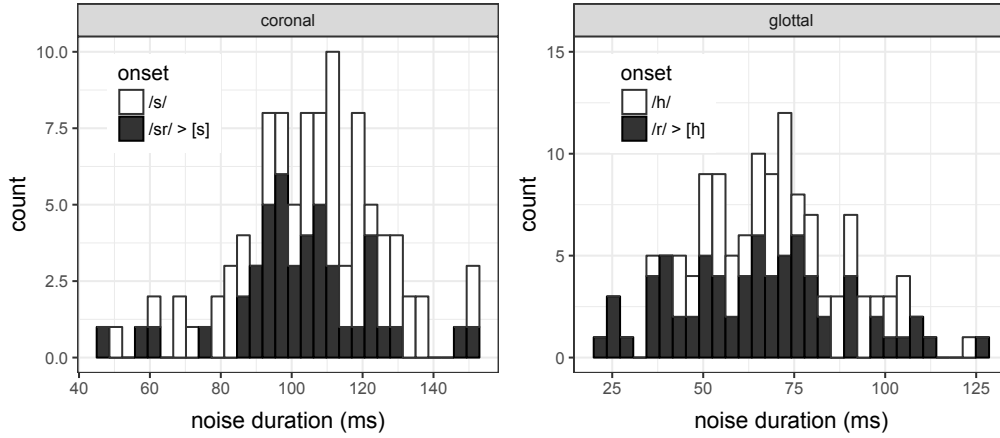 coronal
10.0
7.5
5.0
2.5
0.0
count
onset
/s/
/sr/ > [s]
40 60 80 100 120 140
noise duration (ms)
glottal
15
10
5
0
count
onset
/h/
/r/ > [h]
25 50 75 100 125
noise duration (ms)